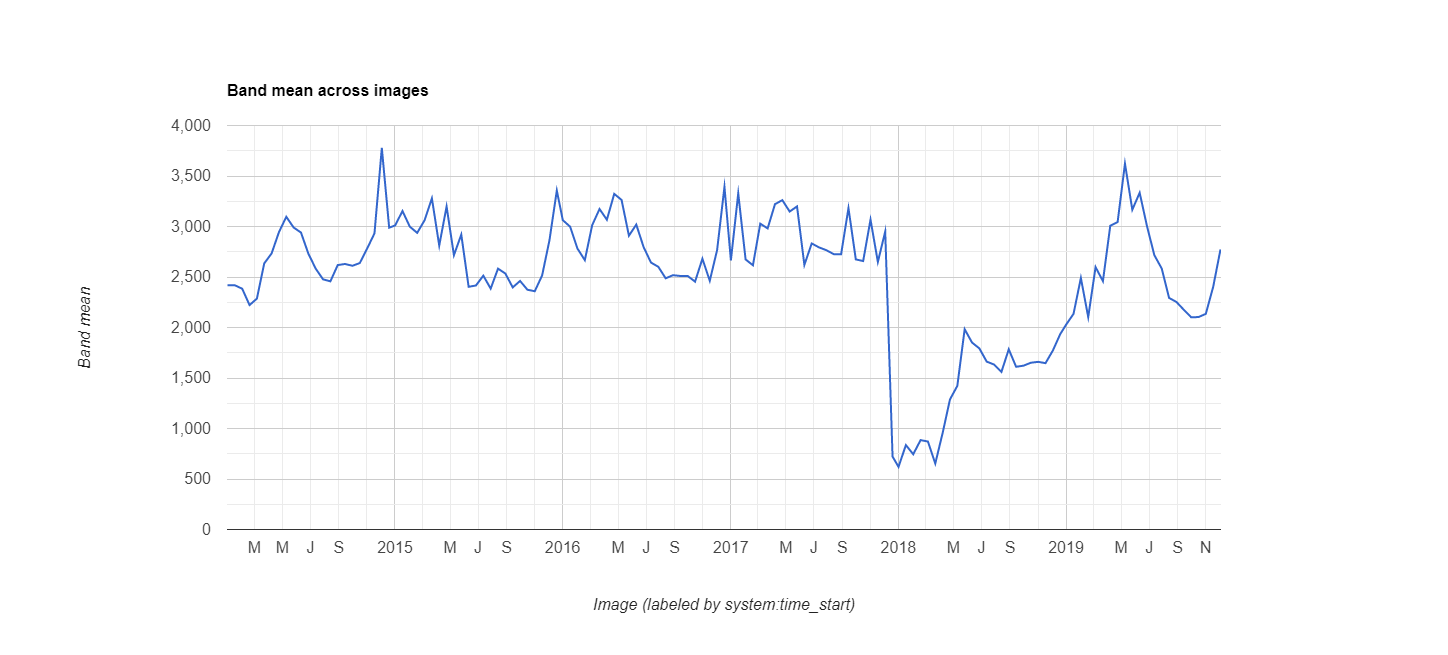 Band mean across images
4,000
3,500
3,000
2,500
2,000
1,500
1,000
500
0
Band mean
M M J S 2015 M J S 2016 M J S 2017 M J S 2018 M J S 2019 M J S N
Image (labeled by system:time_start)